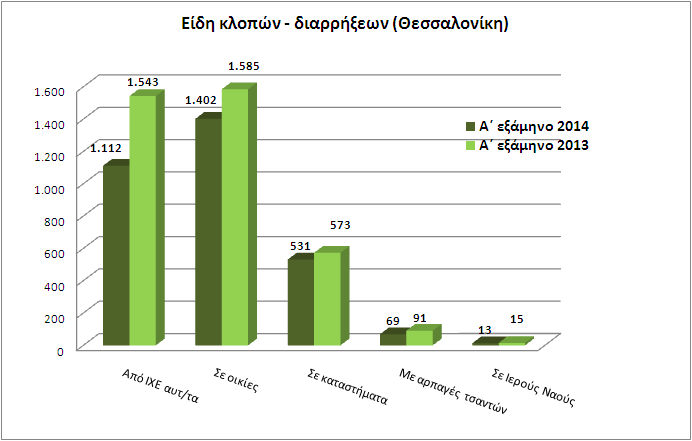 Είδη κλοπών - διαρρήξεων (Θεσσαλονίκη)
1.600
1.400
1.200
1.000
800
600
400
200
0
1.112
1.543
1.402
1.585
531
573
69
91
13
15
Α΄ εξάμηνο 2014
Α΄ εξάμηνο 2013
Από ΙΧΕ αυτ/τα
Σε οικίες
Σε καταστήματα
Με αρπαγές τσαντών
Σε Ιερούς Ναούς